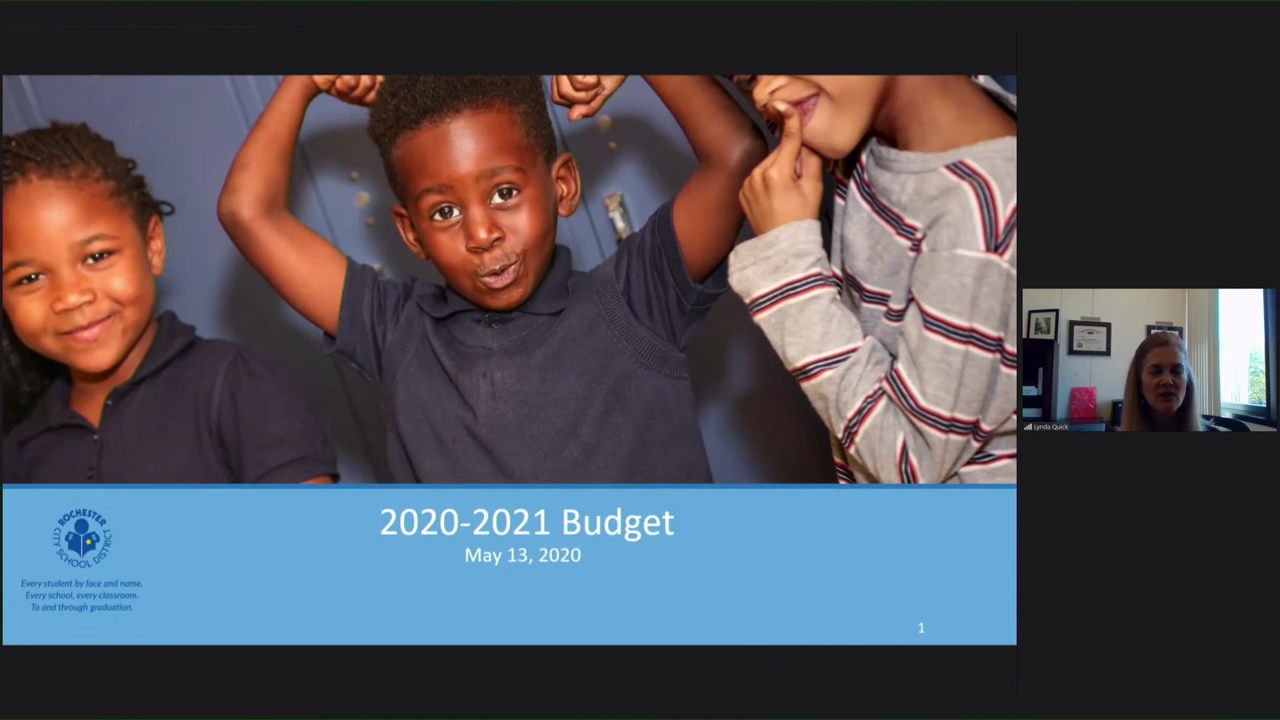 2020-2021 Budget
May 13, 2020
ROCHESTER
CITY SCHOOL DISTRICT
Every student by face and name.
Every school, every classroom.
To and through graduation.
1
Lynda Quick